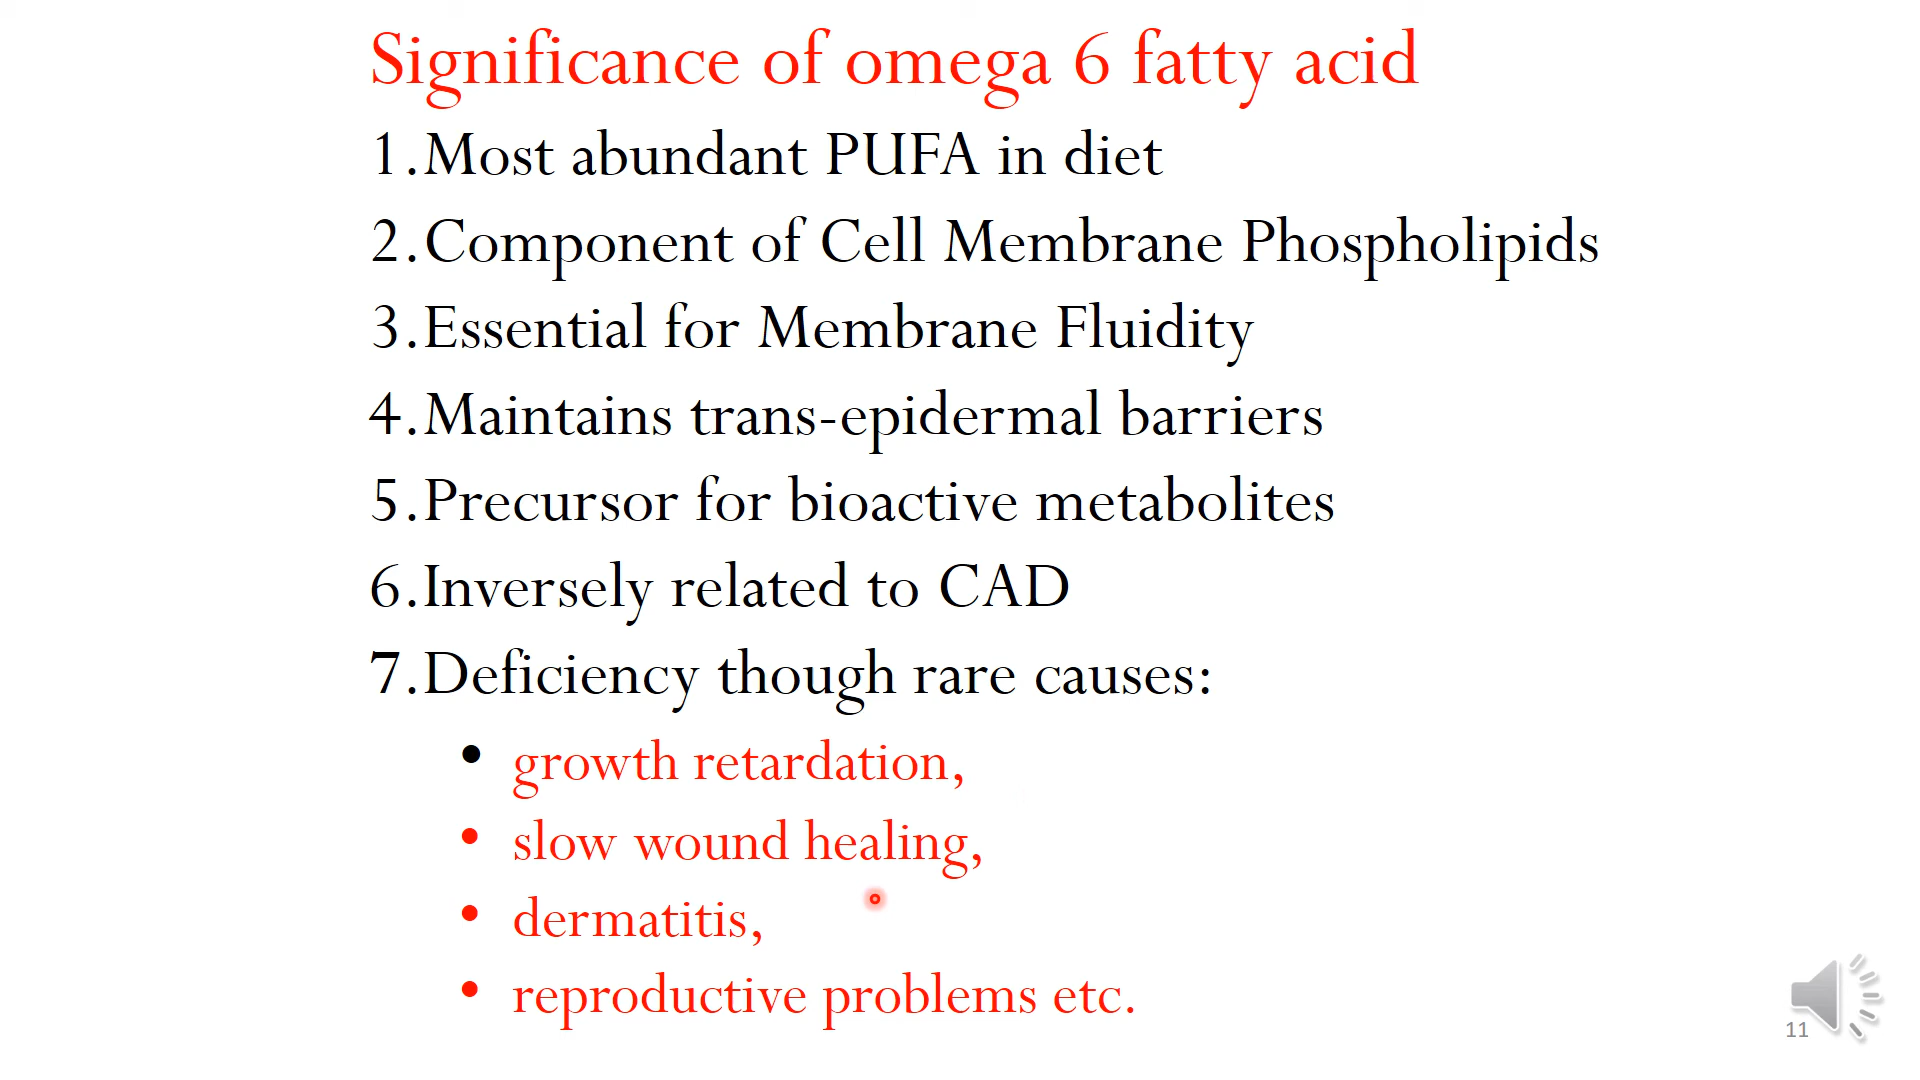 Significance of omega 6 fatty acid
1.Most abundant PUFA in diet
2.Component of Cell Membrane Phospholipids
3.Essential for Membrane Fluidity
4.Maintains trans-epidermal barriers
5.Precursor for bioactive metabolites
6.Inversely related to CAD
7.Deficiency though rare causes:
• growth retardation,
• slow wound healing,
• dermatitis,
• reproductive problems etc.
11